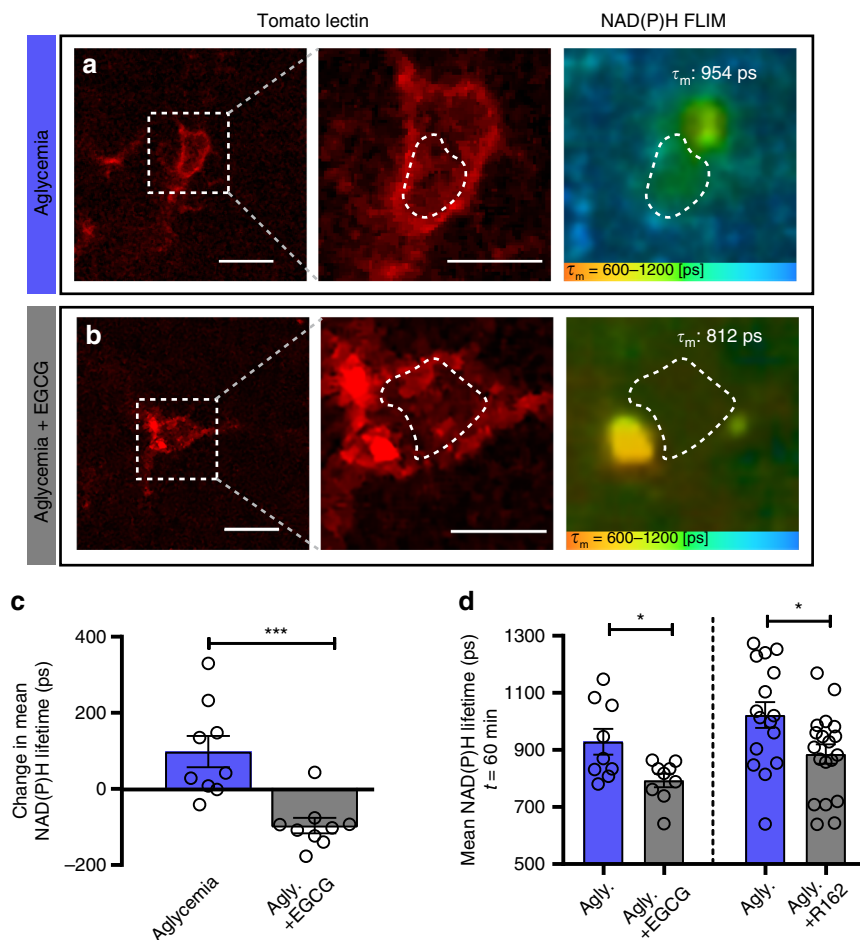 Tomato lectin
NAD(P)H FLIM
Aglycemia
a
τm: 954 ps
τm = 600–1200 [ps]
Aglycemia + EGCG
b
τm: 812 ps
τm = 600–1200 [ps]
c
Change in mean
NAD(P)H lifetime (ps)
400
200
0
–200
***
Aglycemia
Agly.
+EGCG
d
Mean NAD(P)H lifetime (ps)
t = 60 min
1300
1100
900
700
500
*
*
Agly.
Agly.
+EGCG
Agly.
Agly.
+R162